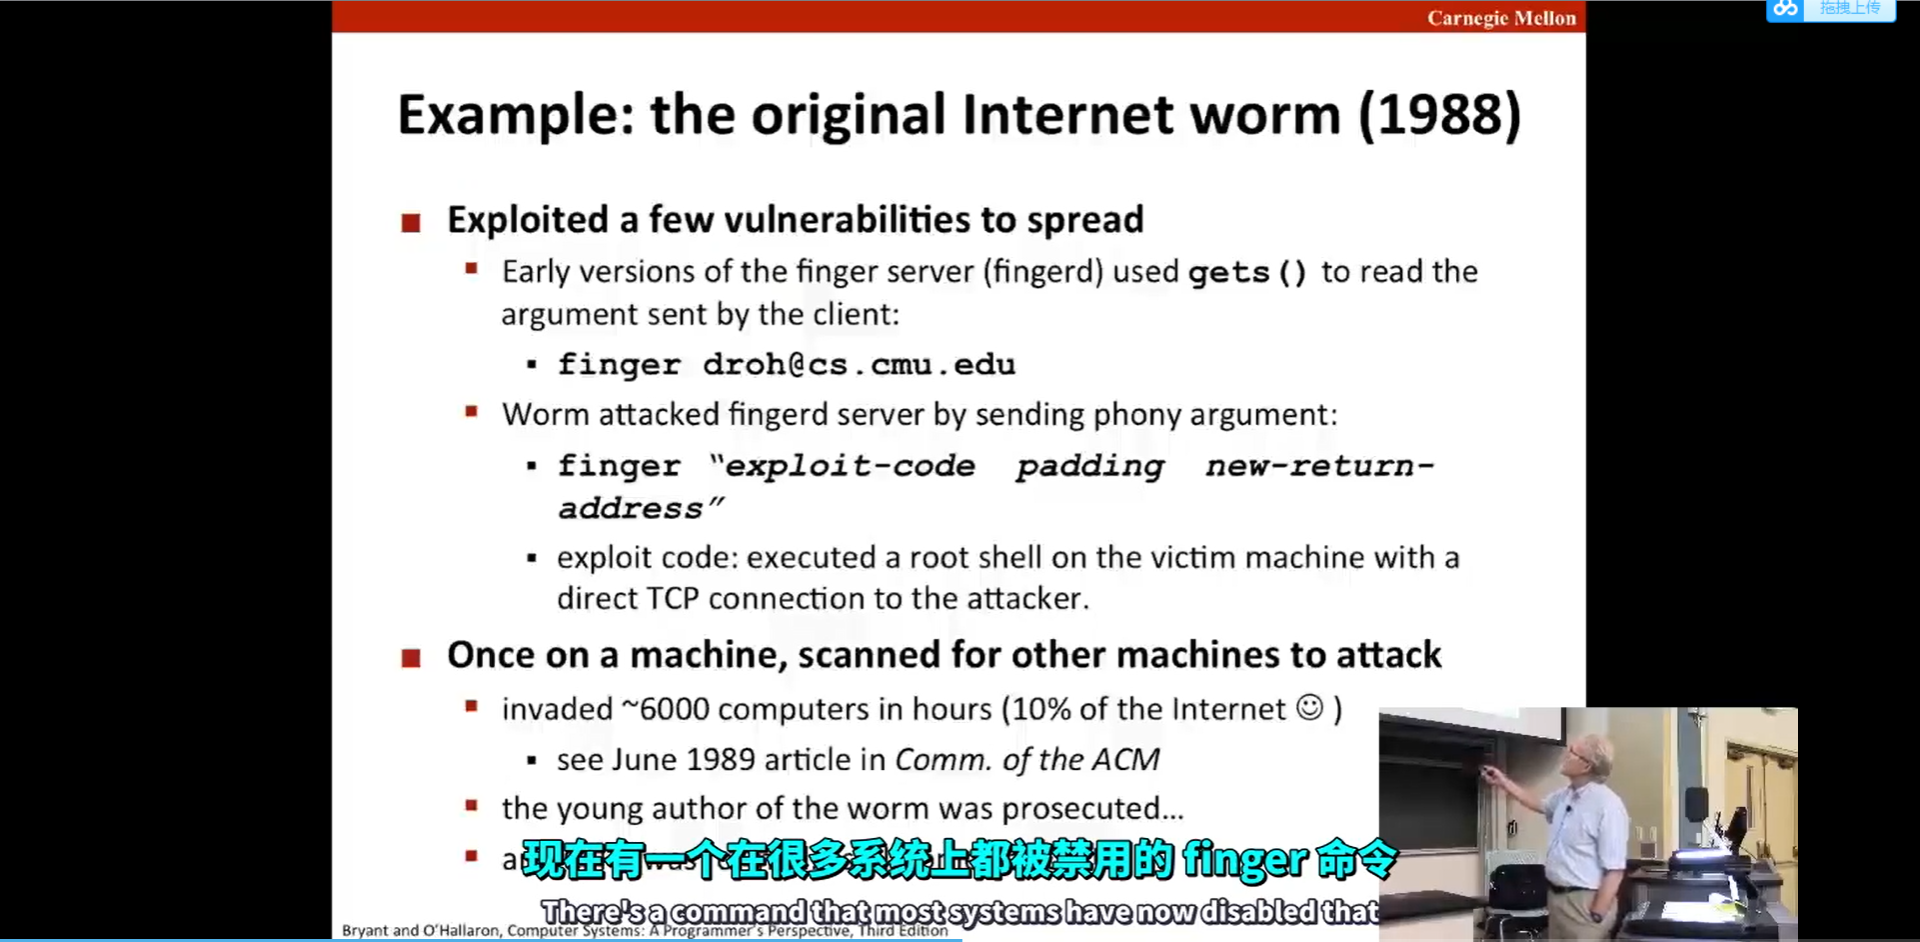 Carnegie Mellon
拖拽上传
Example: the original Internet worm (1988)
Exploited a few vulnerabilities to spread
Early versions of the finger server (fingerd) used gets() to read the
argument sent by the client:
finger droh@cs.cmu.edu
Worm attacked fingerd server by sending phony argument:
finger “exploit-code padding new-return-
address”
exploit code: executed a root shell on the victim machine with a
direct TCP connection to the attacker.
Once on a machine, scanned for other machines to attack
invaded ~6000 computers in hours (10% of the Internet ☺ )
see June 1989 article in Comm. of the ACM
the young author of the worm was prosecuted…
现在有一个在很多系统上都被禁用的 finger 命令
There's a command that most systems have now disabled that
Bryant and O'Hallaron, Computer Systems: A Programmer's Perspective, Third Edition